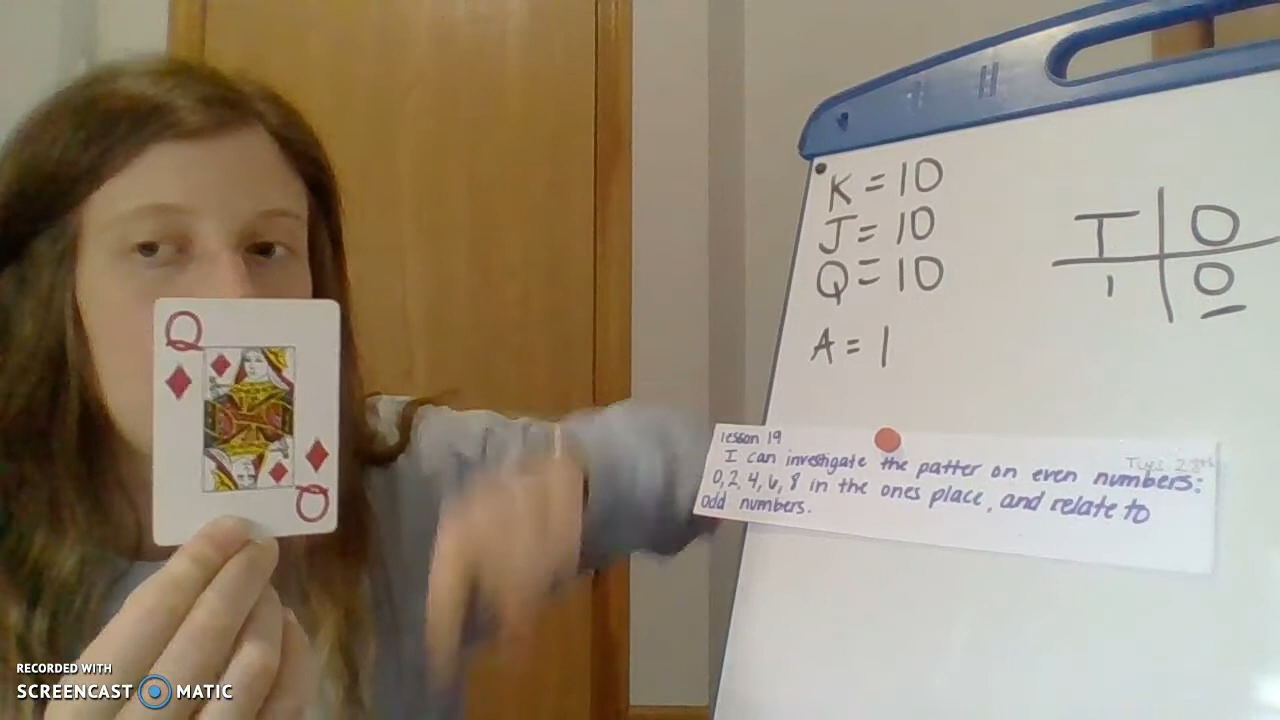 K = 10
J = 10
Q = 10
A = 1
T O
1 0
lesson 19
Tues 28th
I can investigate the patter on even numbers:
0, 2, 4, 6, 8 in the ones place, and relate to
odd numbers.
Q
Q
RECORDED WITH
SCREENCAST MATIC